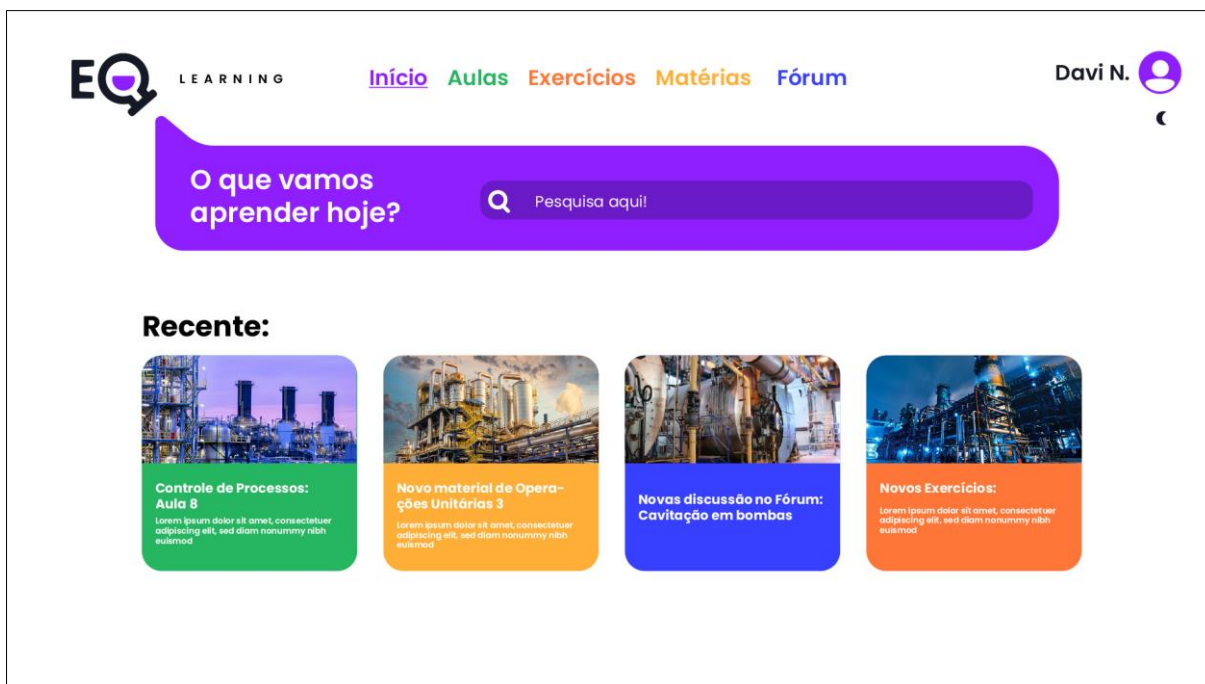 EQ LEARNING
Início Aulas Exercícios Matérias Fórum
Davi N.
O que vamos
aprender hoje?
Pesquisa aqui!
Recente:
Controle de Processos:
Aula 8
Lorem ipsum dolor sit amet, consectetuer
adipiscing elit, sed diam nonummy nibh
euismod
Novo material de Opera-
ções Unitárias 3
Lorem ipsum dolor sit amet, consectetuer
adipiscing elit, sed diam nonummy nibh
euismod
Novas discussão no Fórum:
Cavitação em bombas
Novos Exercícios:
Lorem ipsum dolor sit amet, consectetuer
adipiscing elit, sed diam nonummy nibh
euismod